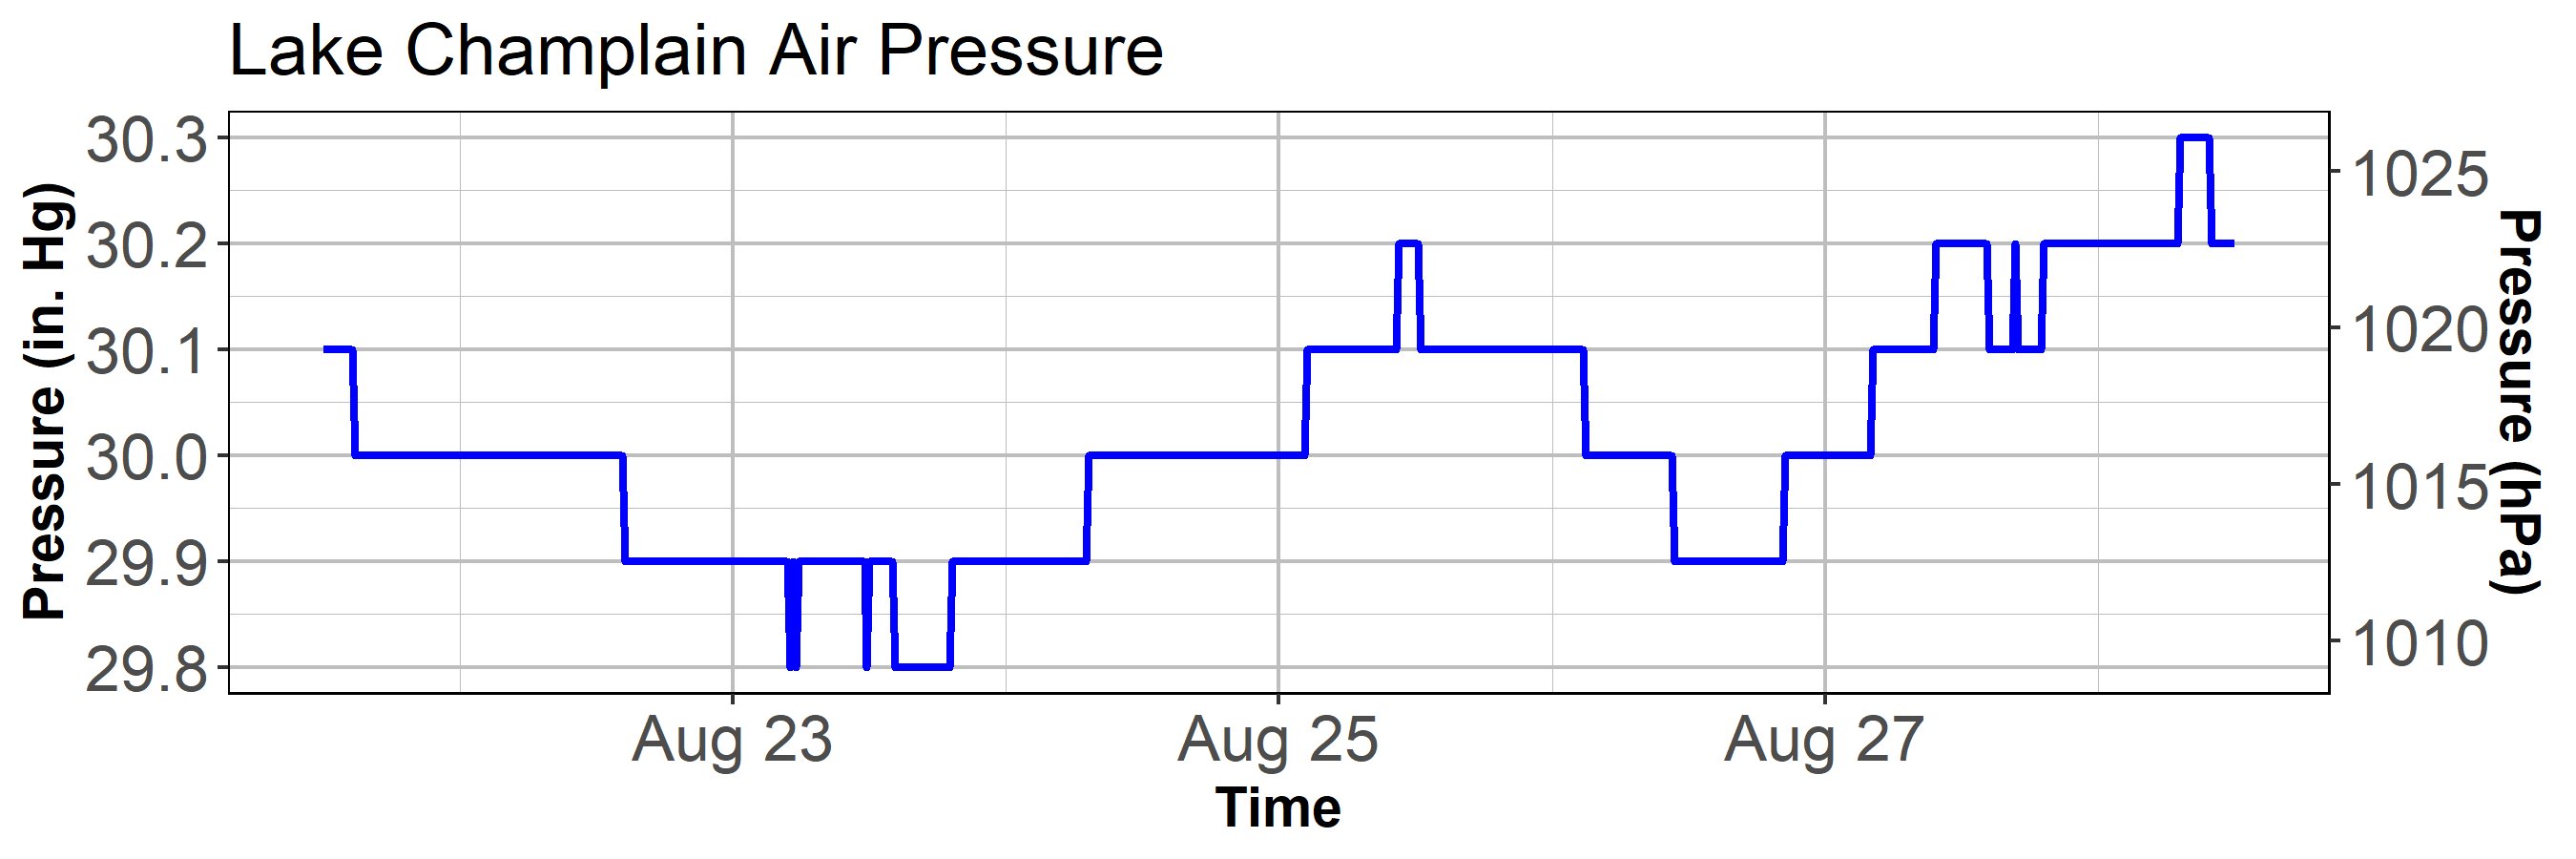 Lake Champlain Air Pressure
Pressure (in. Hg)
30.3
30.2
30.1
30.0
29.9
29.8
1025
1020
1015
1010
Pressure (hPa)
Aug 23
Aug 25
Aug 27
Time